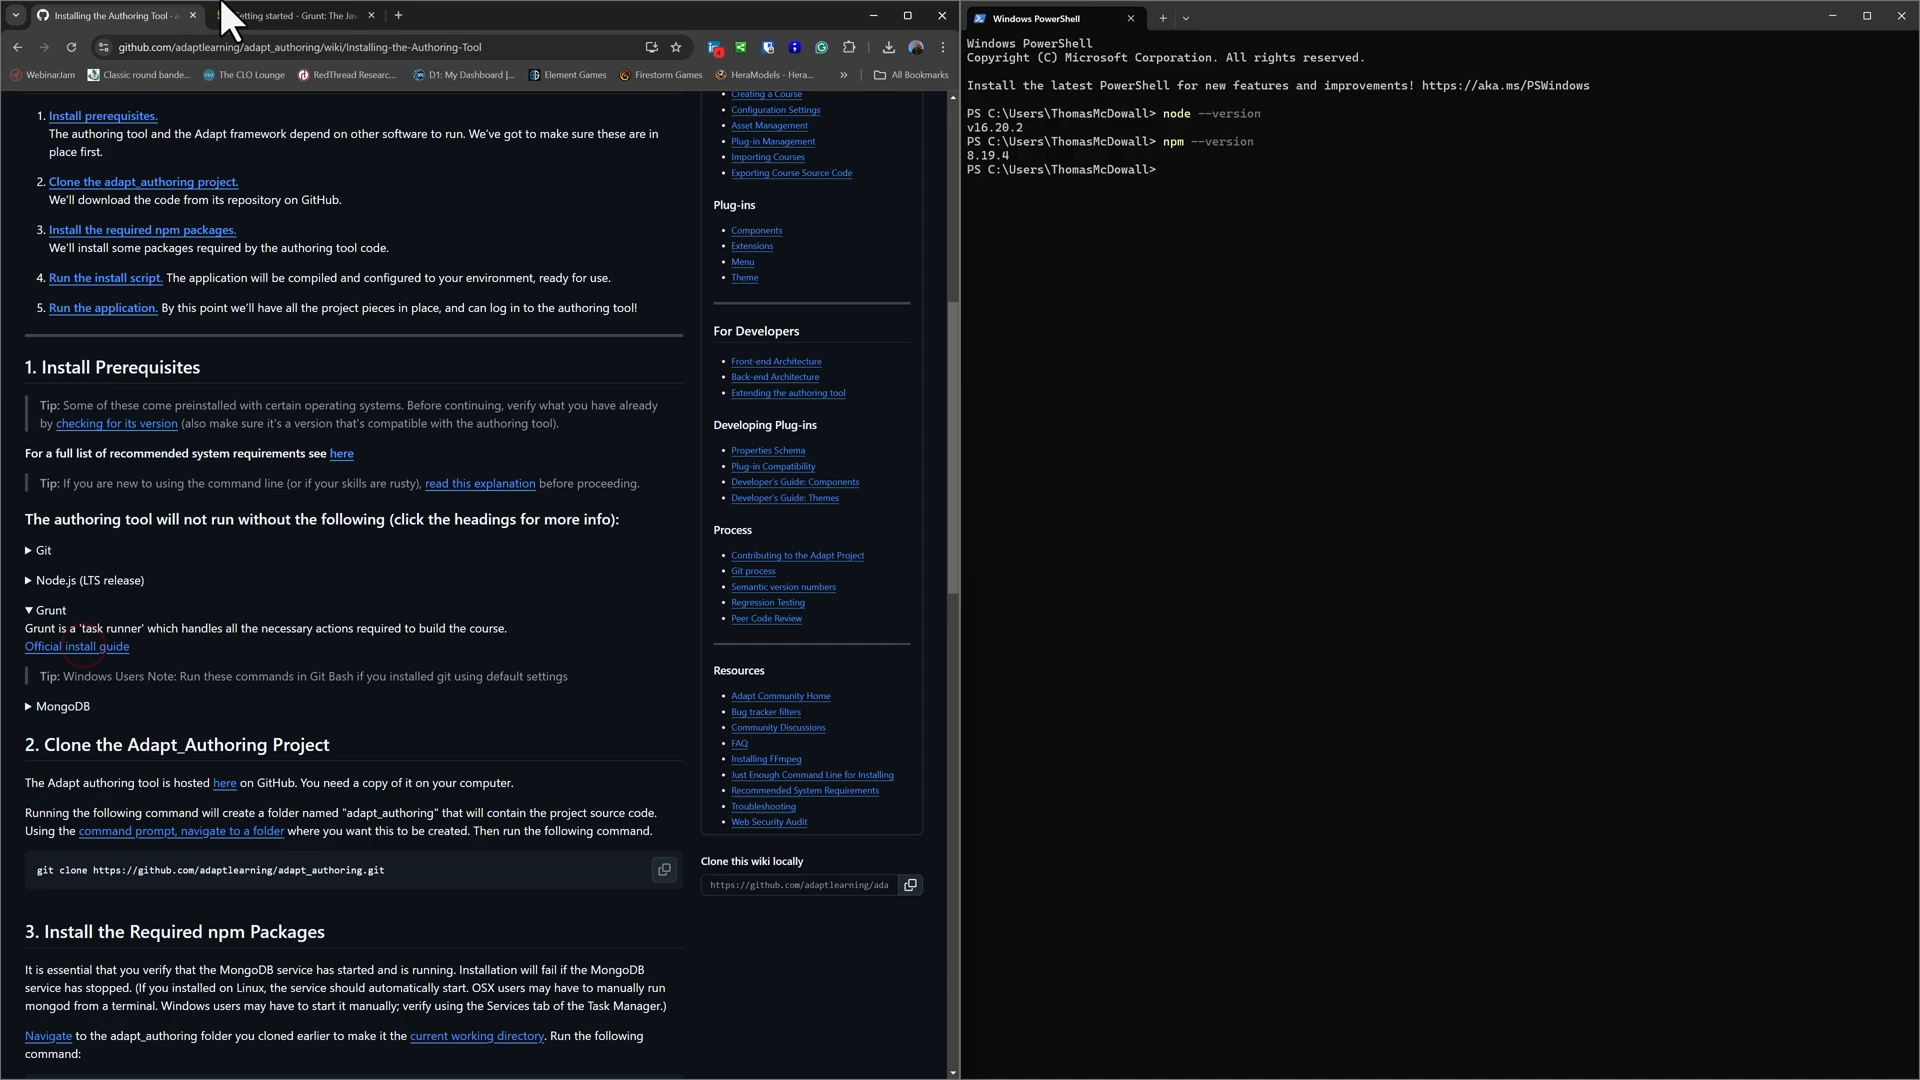 Installing the Authoring Tool - a
etting started - Grunt: The Jav
github.com/adaptlearning/adapt_authoring/wiki/Installing-the-Authoring-Tool
4
WebinarJam
Classic round bande...
The CLO Lounge
RedThread Researc...
D1: My Dashboard |...
Element Games
Firestorm Games
HeraModels - Hera...
»
All Bookmarks
1. Install prerequisites.
The authoring tool and the Adapt framework depend on other software to run. We've got to make sure these are in
place first.
2. Clone the adapt_authoring project.
We'll download the code from its repository on GitHub.
3. Install the required npm packages.
We'll install some packages required by the authoring tool code.
4. Run the install script. The application will be compiled and configured to your environment, ready for use.
5. Run the application. By this point we'll have all the project pieces in place, and can log in to the authoring tool!
1. Install Prerequisites
Tip: Some of these come preinstalled with certain operating systems. Before continuing, verify what you have already
by checking for its version (also make sure it's a version that's compatible with the authoring tool).
For a full list of recommended system requirements see here
Tip: If you are new to using the command line (or if your skills are rusty), read this explanation before proceeding.
The authoring tool will not run without the following (click the headings for more info):
Git
Node.js (LTS release)
Grunt
Grunt is a 'task runner' which handles all the necessary actions required to build the course.
Official install guide
Tip: Windows Users Note: Run these commands in Git Bash if you installed git using default settings
MongoDB
2. Clone the Adapt_Authoring Project
The Adapt authoring tool is hosted here on GitHub. You need a copy of it on your computer.
Running the following command will create a folder named "adapt_authoring" that will contain the project source code.
Using the command prompt, navigate to a folder where you want this to be created. Then run the following command.
git clone https://github.com/adaptlearning/adapt_authoring.git
3. Install the Required npm Packages
It is essential that you verify that the MongoDB service has started and is running. Installation will fail if the MongoDB
service has stopped. (If you installed on Linux, the service should automatically start. OSX users may have to manually run
mongod from a terminal. Windows users may have to start it manually; verify using the Services tab of the Task Manager.)
Navigate to the adapt_authoring folder you cloned earlier to make it the current working directory. Run the following
command:
Creating a Course
Configuration Settings
Asset Management
Plug-in Management
Importing Courses
Exporting Course Source Code
Plug-ins
Components
Extensions
Menu
Theme
For Developers
Front-end Architecture
Back-end Architecture
Extending the authoring tool
Developing Plug-ins
Properties Schema
Plug-in Compatibility
Developer's Guide: Components
Developer's Guide: Themes
Process
Contributing to the Adapt Project
Git process
Semantic version numbers
Regression Testing
Peer Code Review
Resources
Adapt Community Home
Bug tracker filters
Community Discussions
FAQ
Installing FFmpeg
Just Enough Command Line for Installing
Recommended System Requirements
Troubleshooting
Web Security Audit
Clone this wiki locally
https://github.com/adaptlearning/ada
Windows PowerShell
Windows PowerShell
Copyright (C) Microsoft Corporation. All rights reserved.
Install the latest PowerShell for new features and improvements! https://aka.ms/PSWindows
PS C:\Users\ThomasMcDowall> node --version
v16.20.2
PS C:\Users\ThomasMcDowall> npm --version
8.19.4
PS C:\Users\ThomasMcDowall>